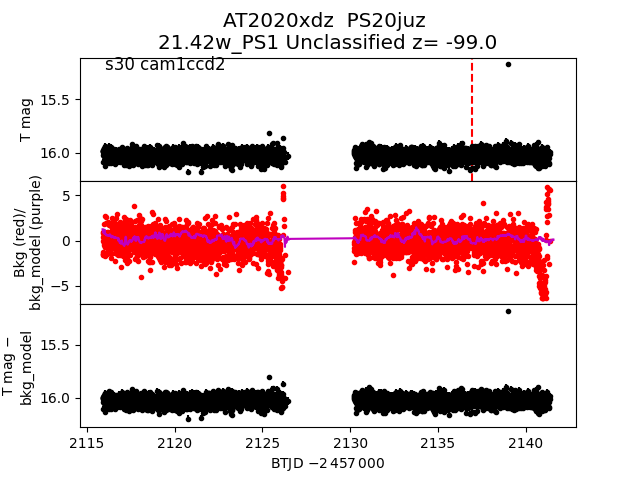 AT2020xdz  PS20juz
21.42w_PS1 Unclassified z= -99.0
s30 cam1ccd2
T mag
15.5
16.0
Bkg (red)/
bkg_model (purple)
5
0
−5
T mag −
bkg_model
15.5
16.0
2115 2120 2125 2130 2135 2140
BTJD −2 457 000